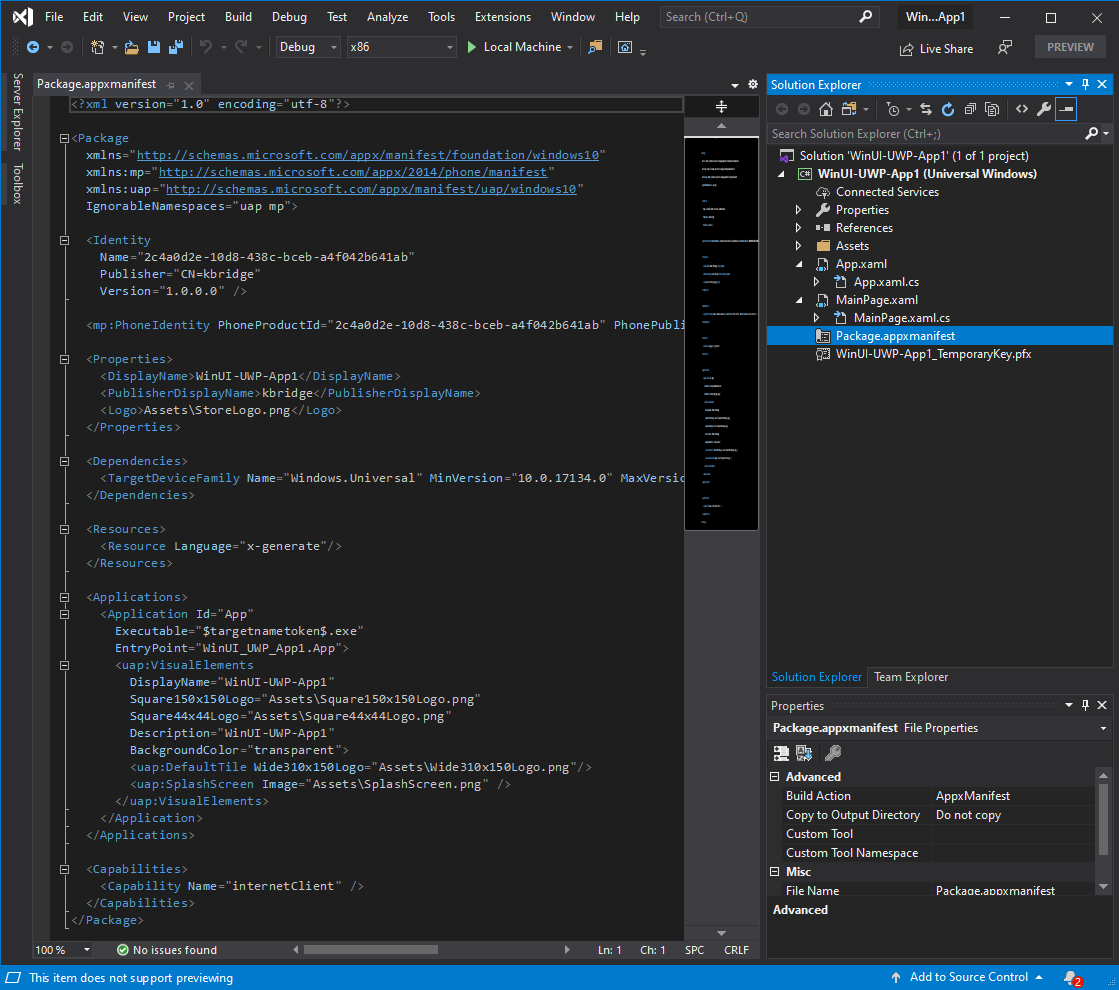 File Edit View Project Build Debug Test Analyze Tools Extensions Window Help Search (Ctrl+Q) Win...App1
Debug x86 Local Machine Live Share PREVIEW
Server Explorer
Toolbox
Package.appxmanifest
<?xml version="1.0" encoding="utf-8"?>
<Package
xmlns="http://schemas.microsoft.com/appx/manifest/foundation/windows10"
xmlns:mp="http://schemas.microsoft.com/appx/2014/phone/manifest"
xmlns:uap="http://schemas.microsoft.com/appx/manifest/uap/windows10"
IgnorableNamespaces="uap mp">
<Identity
Name="2c4a0d2e-10d8-438c-bceb-a4f042b641ab"
Publisher="CN=kbridge"
Version="1.0.0.0" />
<mp:PhoneIdentity PhoneProductId="2c4a0d2e-10d8-438c-bceb-a4f042b641ab" PhonePubli
<Properties>
<DisplayName>WinUI-UWP-App1</DisplayName>
<PublisherDisplayName>kbridge</PublisherDisplayName>
<Logo>Assets\StoreLogo.png</Logo>
</Properties>
<Dependencies>
<TargetDeviceFamily Name="Windows.Universal" MinVersion="10.0.17134.0" MaxVersio
</Dependencies>
<Resources>
<Resource Language="x-generate"/>
</Resources>
<Applications>
<Application Id="App"
Executable="$targetnametoken$.exe"
EntryPoint="WinUI_UWP_App1.App">
<uap:VisualElements
DisplayName="WinUI-UWP-App1"
Square150x150Logo="Assets\Square150x150Logo.png"
Square44x44Logo="Assets\Square44x44Logo.png"
Description="WinUI-UWP-App1"
BackgroundColor="transparent">
<uap:DefaultTile Wide310x150Logo="Assets\Wide310x150Logo.png"/>
<uap:SplashScreen Image="Assets\SplashScreen.png" />
</uap:VisualElements>
</Application>
</Applications>
<Capabilities>
<Capability Name="internetClient" />
</Capabilities>
</Package>
100 % No issues found Ln: 1 Ch: 1 SPC CRLF
Solution Explorer
Search Solution Explorer (Ctrl+;)
Solution 'WinUI-UWP-App1' (1 of 1 project)
C# WinUI-UWP-App1 (Universal Windows)
Connected Services
Properties
References
Assets
App.xaml
App.xaml.cs
MainPage.xaml
MainPage.xaml.cs
Package.appxmanifest
WinUI-UWP-App1_TemporaryKey.pfx
Solution Explorer Team Explorer
Properties
Package.appxmanifest File Properties
Advanced
Build Action AppxManifest
Copy to Output Directory Do not copy
Custom Tool
Custom Tool Namespace
Misc
File Name Package.appxmanifest
Advanced
This item does not support previewing Add to Source Control 2